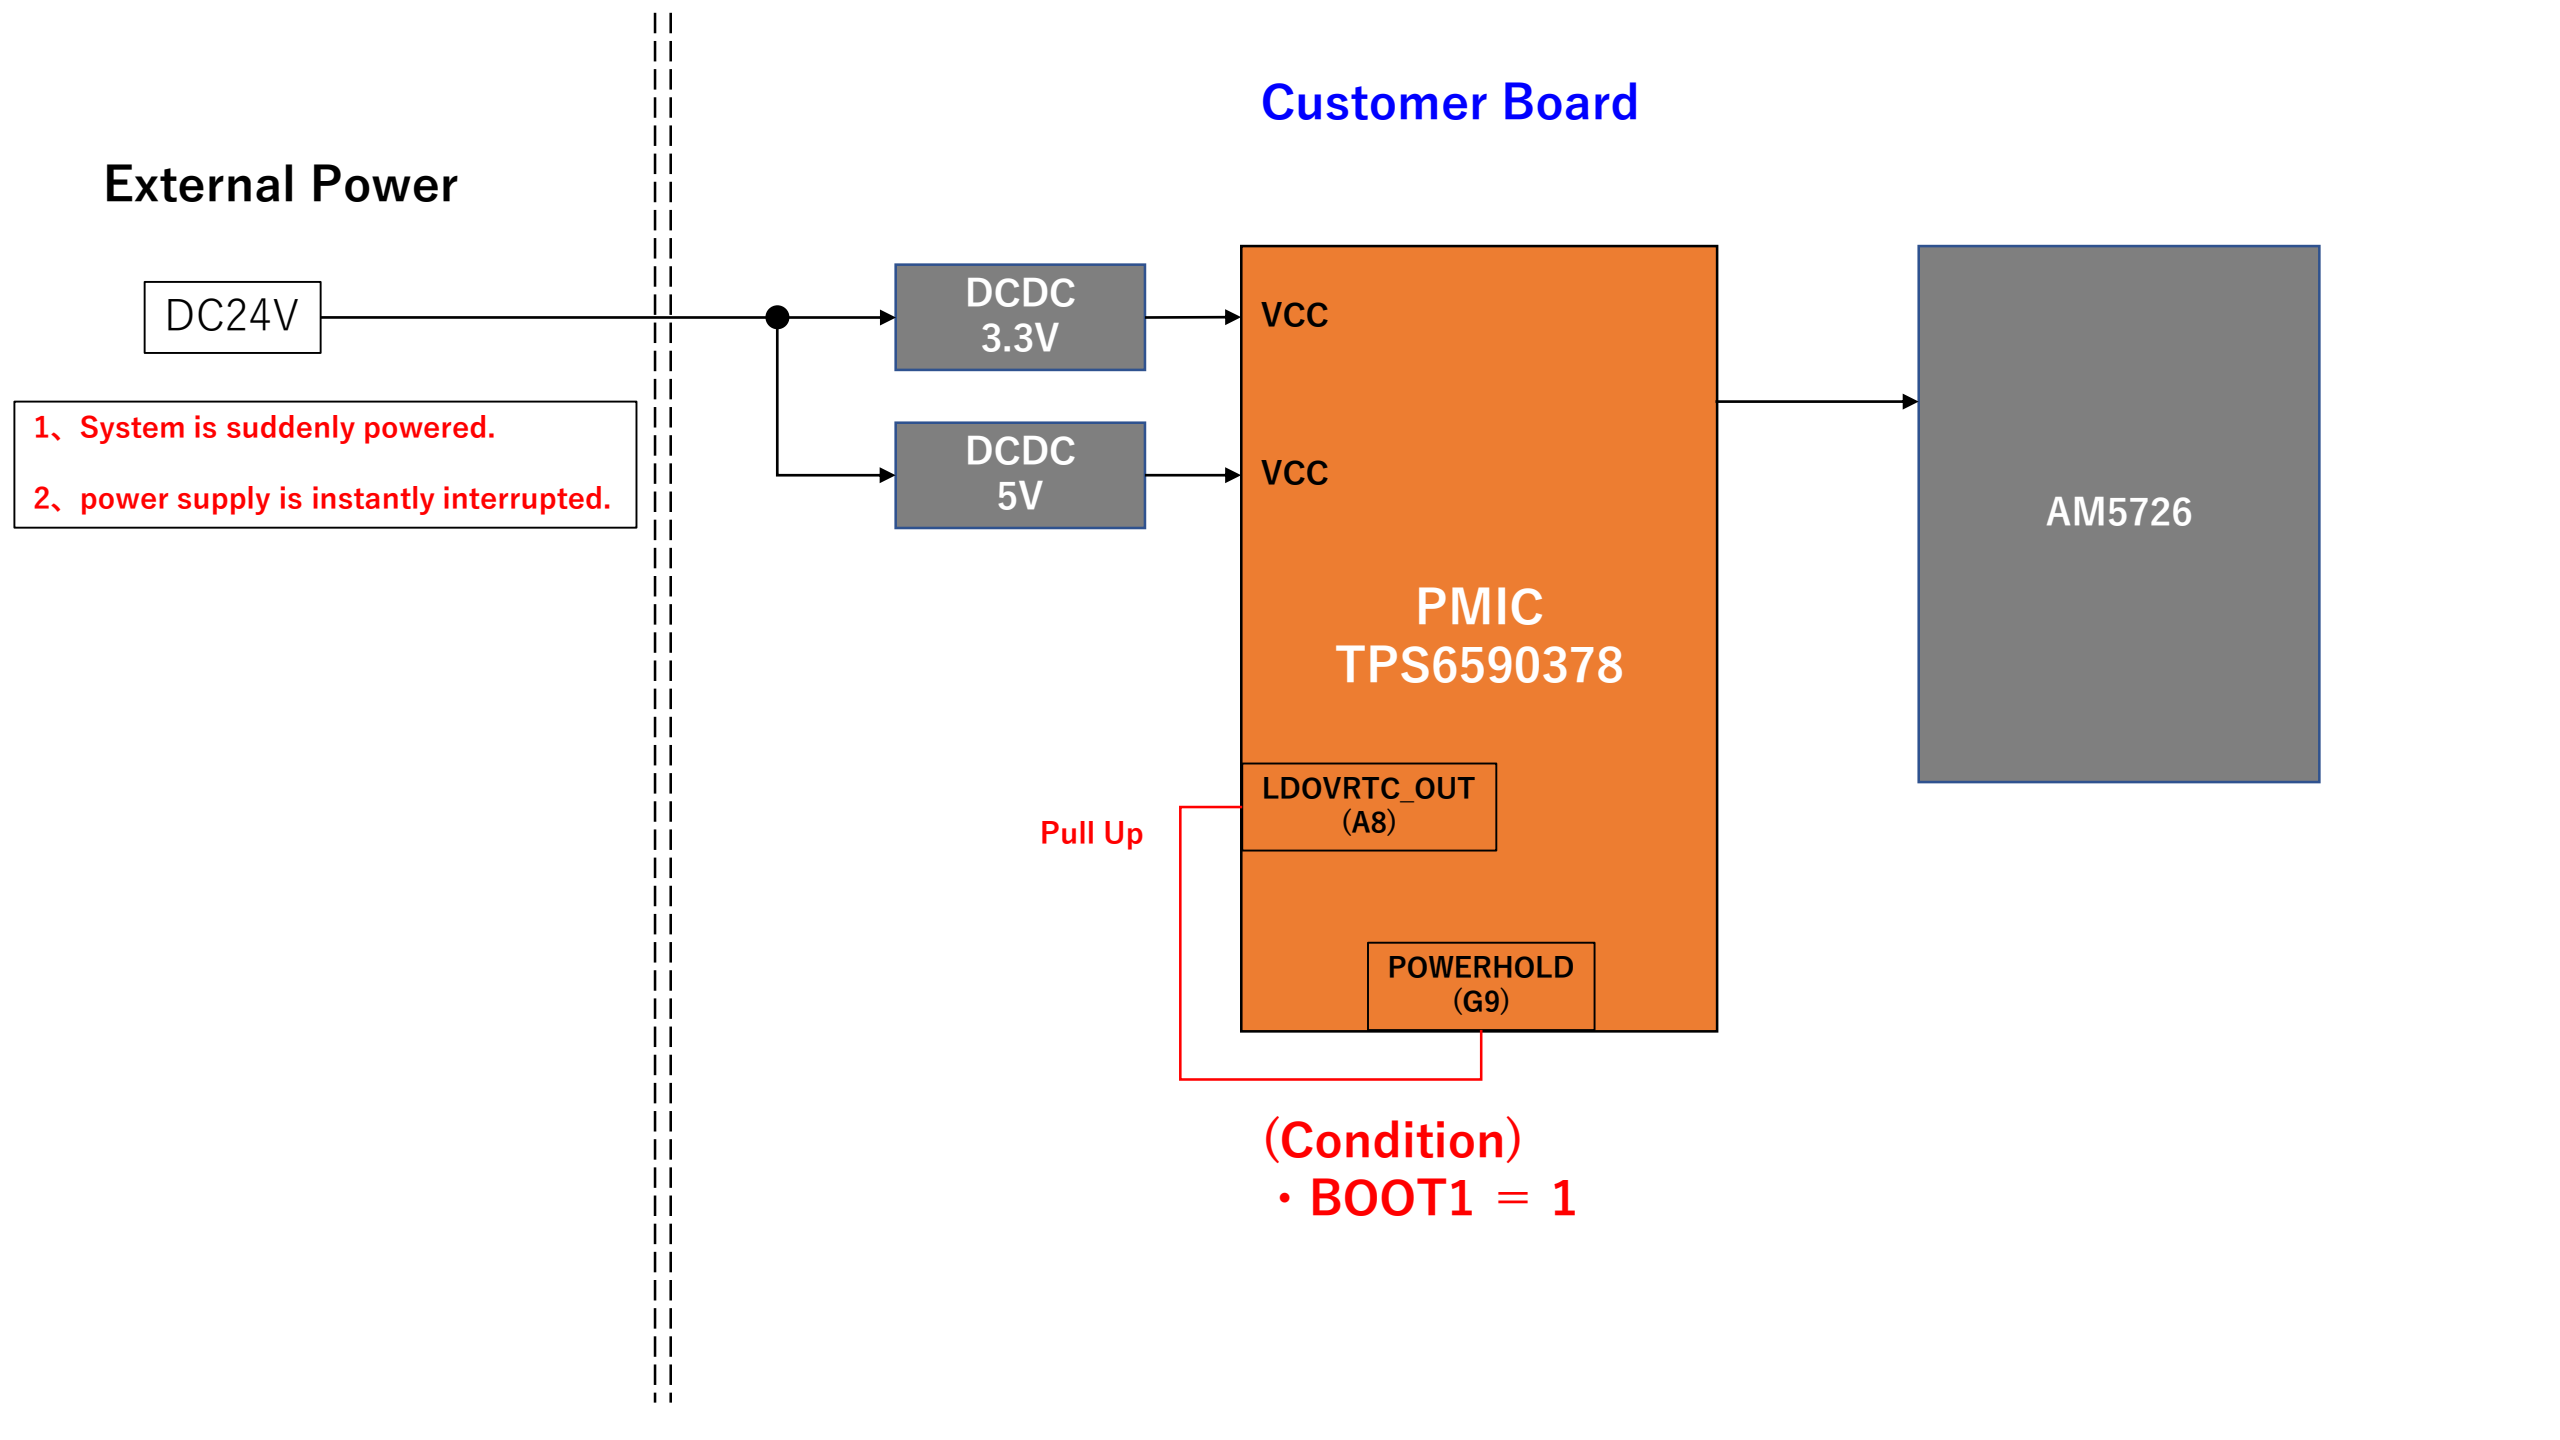 Customer Board
External Power
DC24V
1、System is suddenly powered.
2、power supply is instantly interrupted.
DCDC
3.3V
DCDC
5V
VCC
VCC
PMIC
TPS6590378
AM5726
LDOVRTC_OUT
(A8)
Pull Up
POWERHOLD
(G9)
(Condition)
・BOOT1 ＝ 1